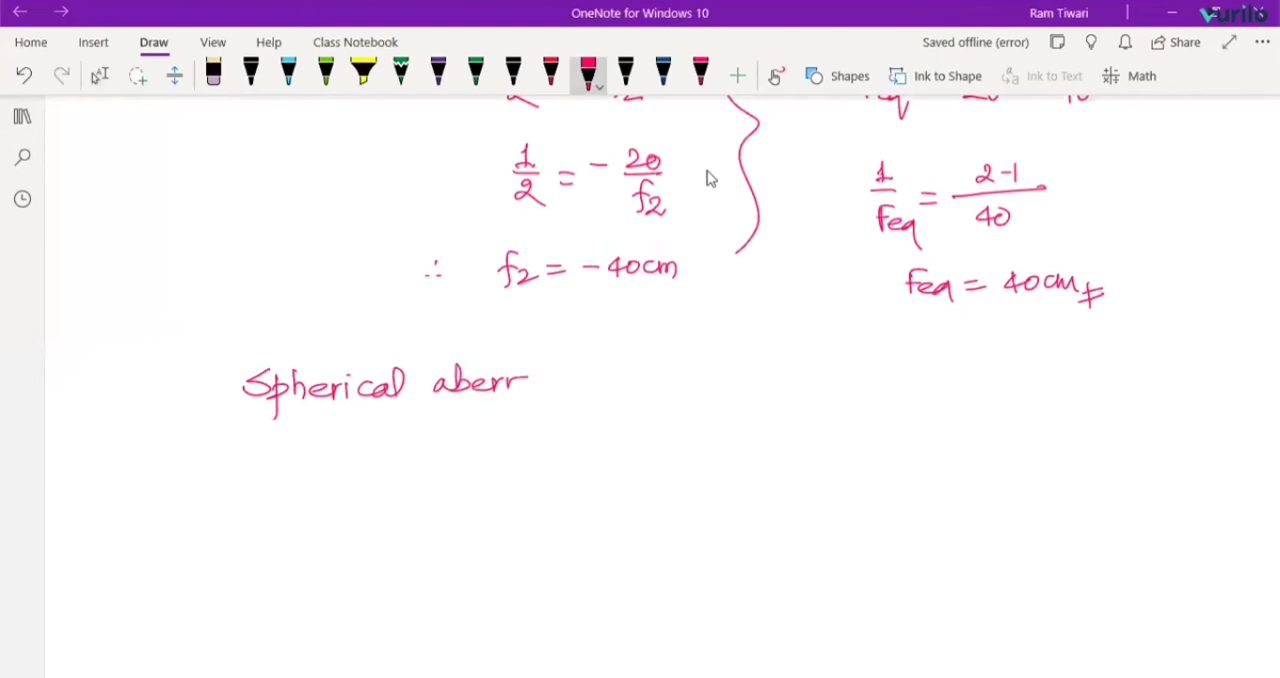 OneNote for Windows 10
Ram Tiwari
Yurilo
Home Insert Draw View Help Class Notebook
Saved offline (error) Share
Shapes Ink to Shape Ink to Text Math
1/2 = - 20/f2
∴ f2 = - 40cm
1/Feq = 2-1/40
Feq = 40cm
Spherical aberr